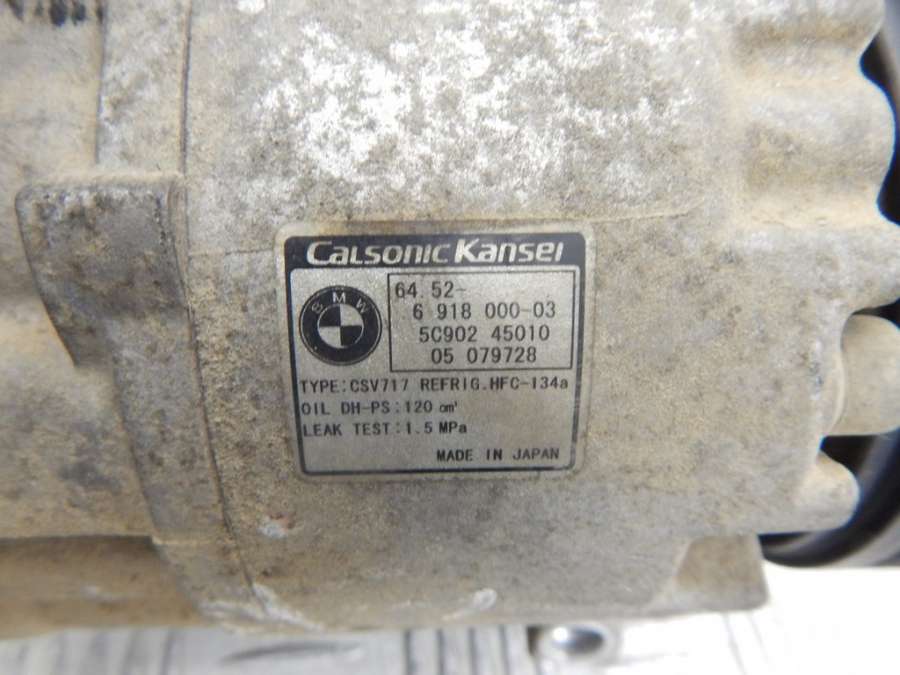 Calsonic Kansei
BMW
64.52-
6 918 000-03
5C902 45010
05 079728
TYPE:CSV717 REFRIG.HFC-134a
OIL DH-PS:120 cm³
LEAK TEST:1.5 MPa
MADE IN JAPAN